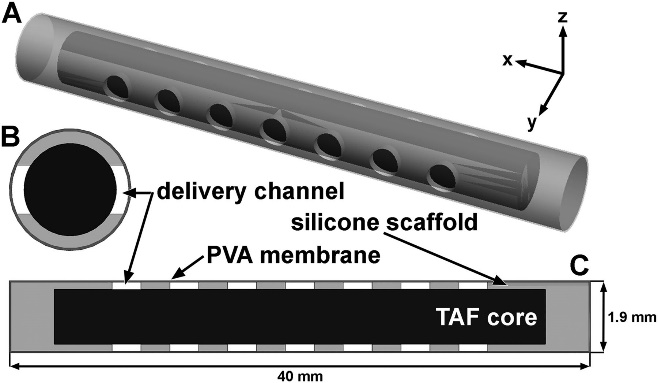 A
z
x
y
B
delivery channel
silicone scaffold
PVA membrane
C
TAF core
1.9 mm
40 mm